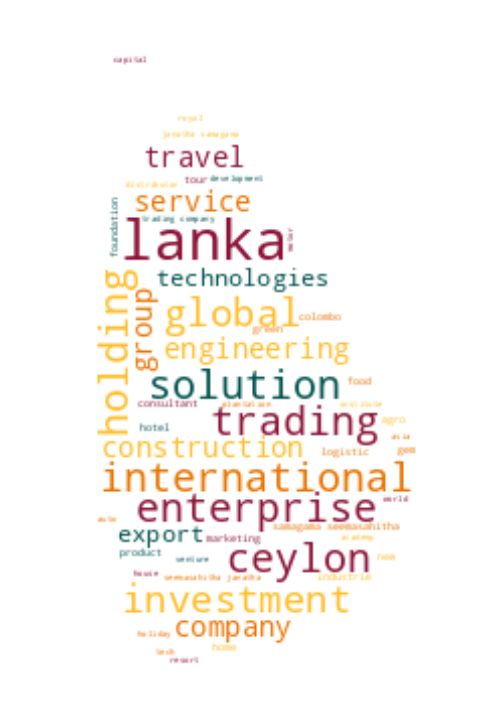 capital
royal
janatha samagama
travel
tour development
distributor
service
foundation
trading company
lanka
motor
technologies
holding
group
global
colombo
green
engineering
solution
food
consultant plantation institute
trading
agro
hotel
asia
construction
logistic gem
international
world
enterprise
auto
samagama seemasahitha
export
marketing
academy
product
ceylon
venture
room
house seemasahitha janatha
industrie
investment
company
holiday
home
tech
resort